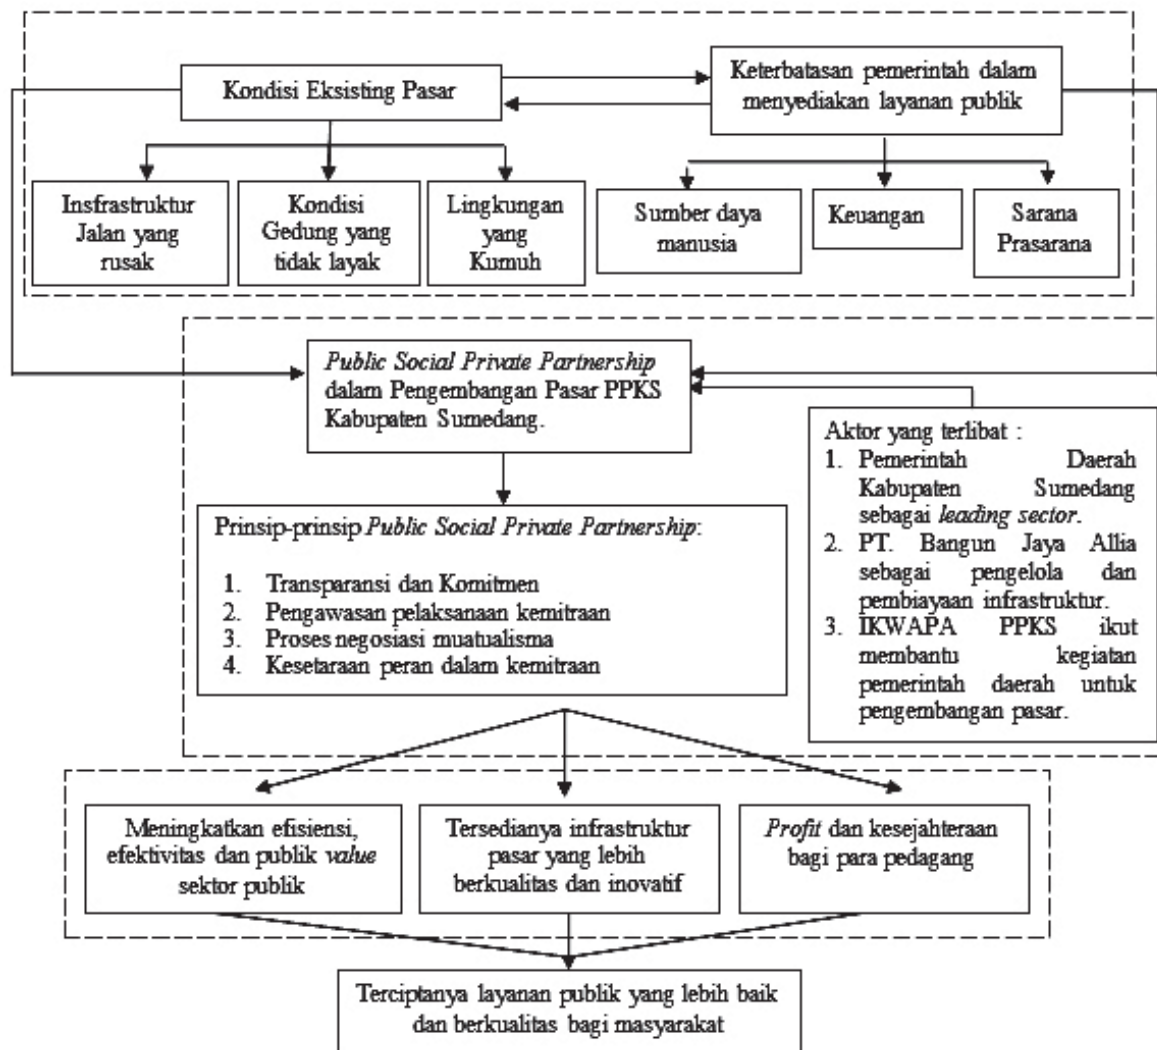 Kondisi Eksisting Pasar
Keterbatasan pemerintah dalam
menyediakan layanan publik
Insfrastruktur
Jalan yang
rusak
Kondisi
Gedung yang
tidak layak
Lingkungan
yang
Kumuh
Sumber daya
manusia
Keuangan
Sarana
Prasarana
Public Social Private Partnership
dalam Pengembangan Pasar PPKS
Kabupaten Sumedang.
Aktor yang terlibat :
1. Pemerintah Daerah
Kabupaten Sumedang
sebagai leading sector.
2. PT. Bangun Jaya Allia
sebagai pengelola dan
pembiayaan infrastruktur.
3. IKWAPA PPKS ikut
membantu kegiatan
pemerintah daerah untuk
pengembangan pasar.
Prinsip-prinsip Public Social Private Partnership:
1. Transparansi dan Komitmen
2. Pengawasan pelaksanaan kemitraan
3. Proses negosiasi muatualisma
4. Kesetaraan peran dalam kemitraan
Meningkatkan efisiensi,
efektivitas dan publik value
sektor publik
Tersedianya infrastruktur
pasar yang lebih
berkualitas dan inovatif
Profit dan kesejahteraan
bagi para pedagang
Terciptanya layanan publik yang lebih baik
dan berkualitas bagi masyarakat